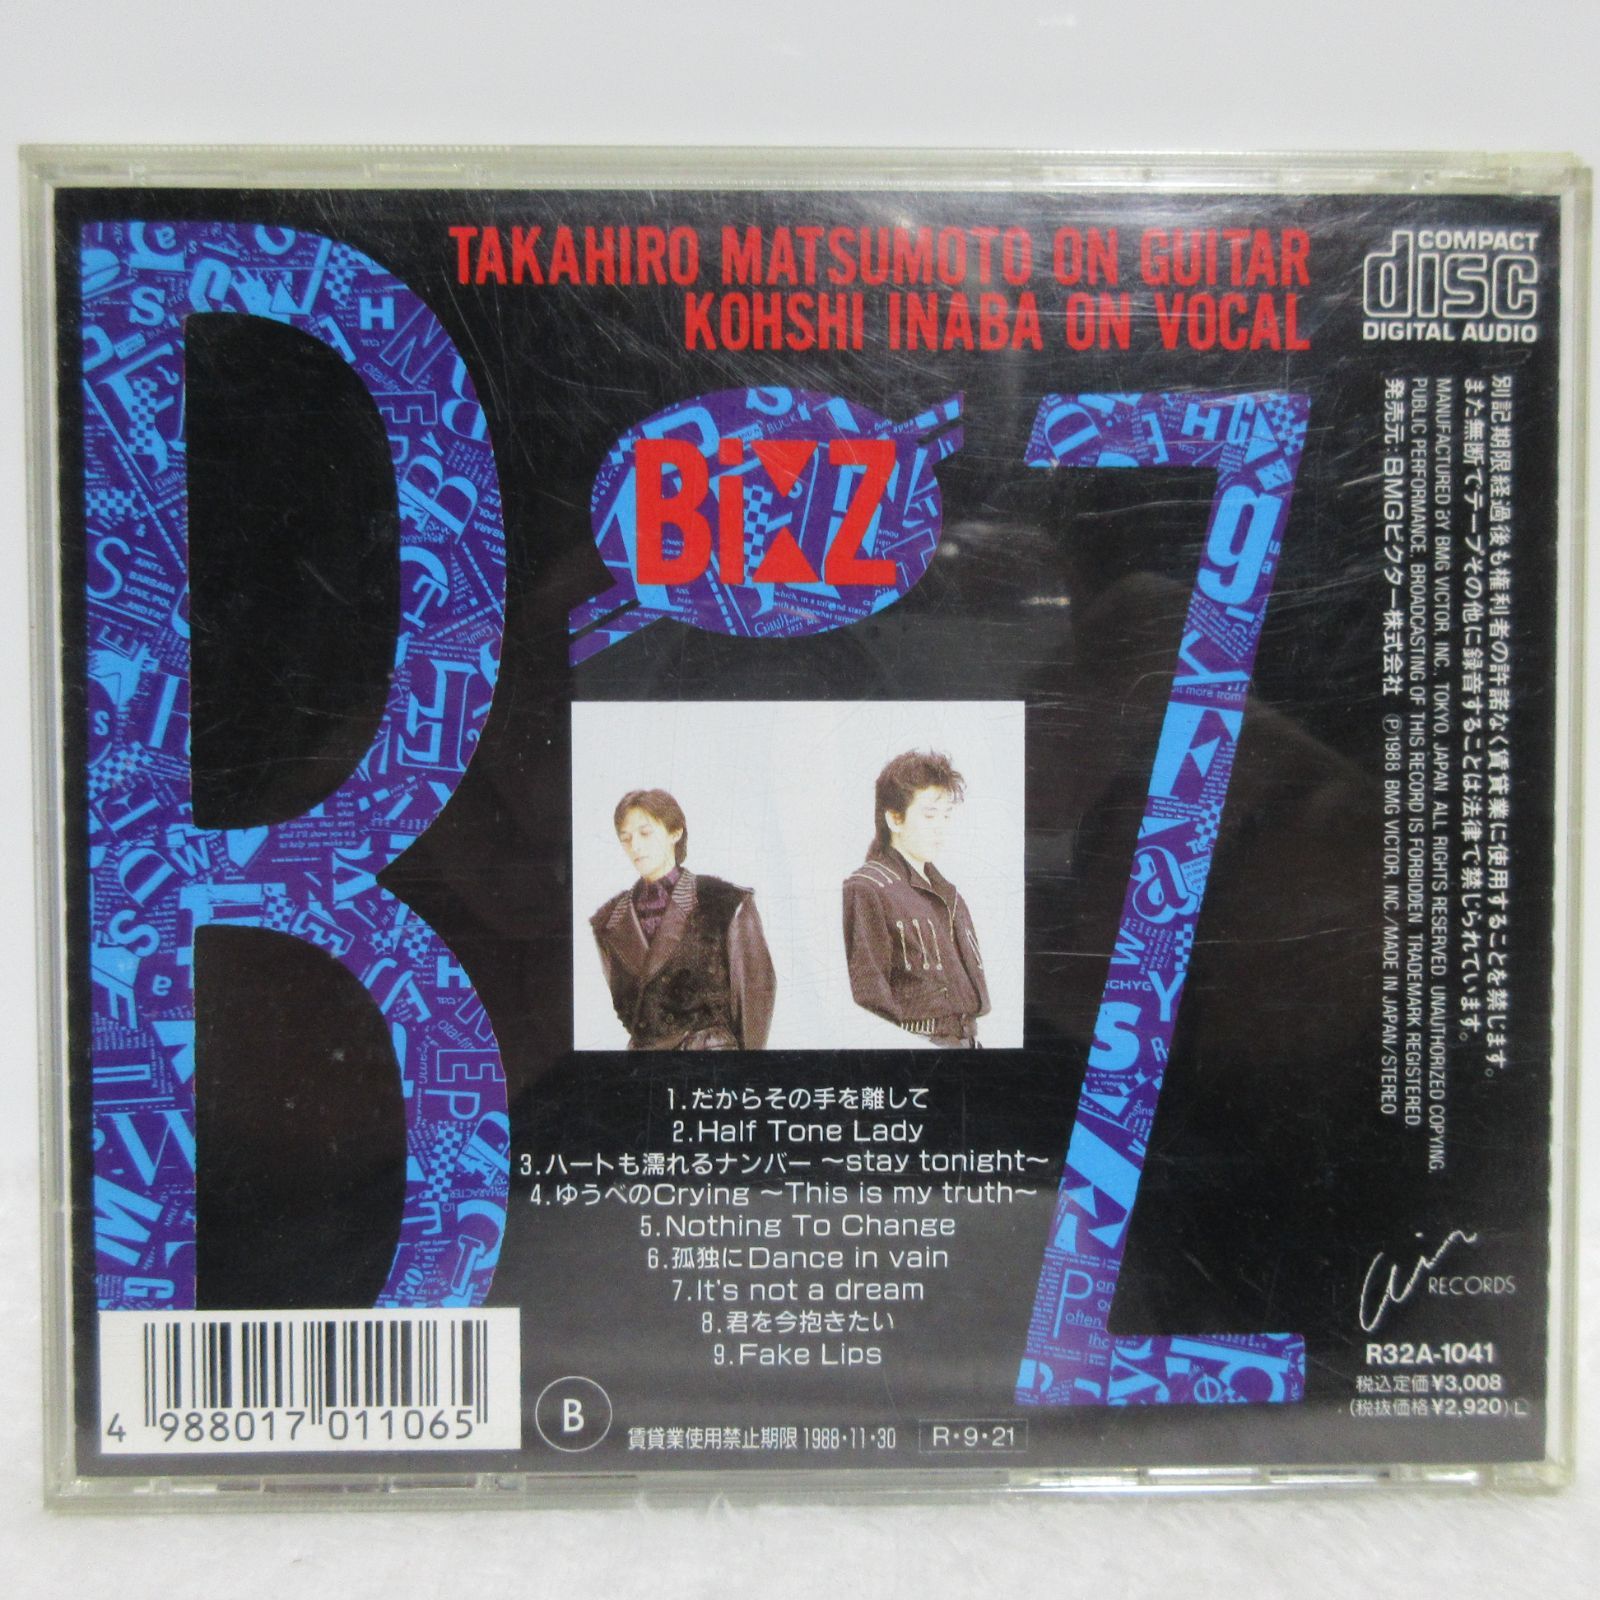 TAKAHIRO MATSUMOTO ON GUITAR
KOHSHI INABA ON VOCAL
COMPACT
disc
DIGITAL AUDIO
B'Z
1.だからその手を離して
2.Half Tone Lady
3.ハートも濡れるナンバー ~stay tonight~
4.ゆうべのCrying ~This is my truth~
5.Nothing To Change
6.孤独にDance in vain
7.It's not a dream
8.君を今抱きたい
9.Fake Lips
別記期限経過後も権利者の許諾なく賃貸業に使用することを禁じます。
また無断でテープその他に録音することは法律で禁じられています。
MANUFACTURED BY BMG VICTOR, INC., TOKYO, JAPAN. ALL RIGHTS RESERVED. UNAUTHORIZED COPYING,
PUBLIC PERFORMANCE, BROADCASTING OF THIS RECORD IS FORBIDDEN. TRADEMARK REGISTERED
発売元:BMGビクター株式会社 ℗1988 BMG VICTOR, INC./MADE IN JAPAN/STEREO
Air RECORDS
R32A-1041
税込定価¥3,008
(税抜価格¥2,920)
4 988017 011065
B
賃貸業使用禁止期限1988・11・30
R・9・21